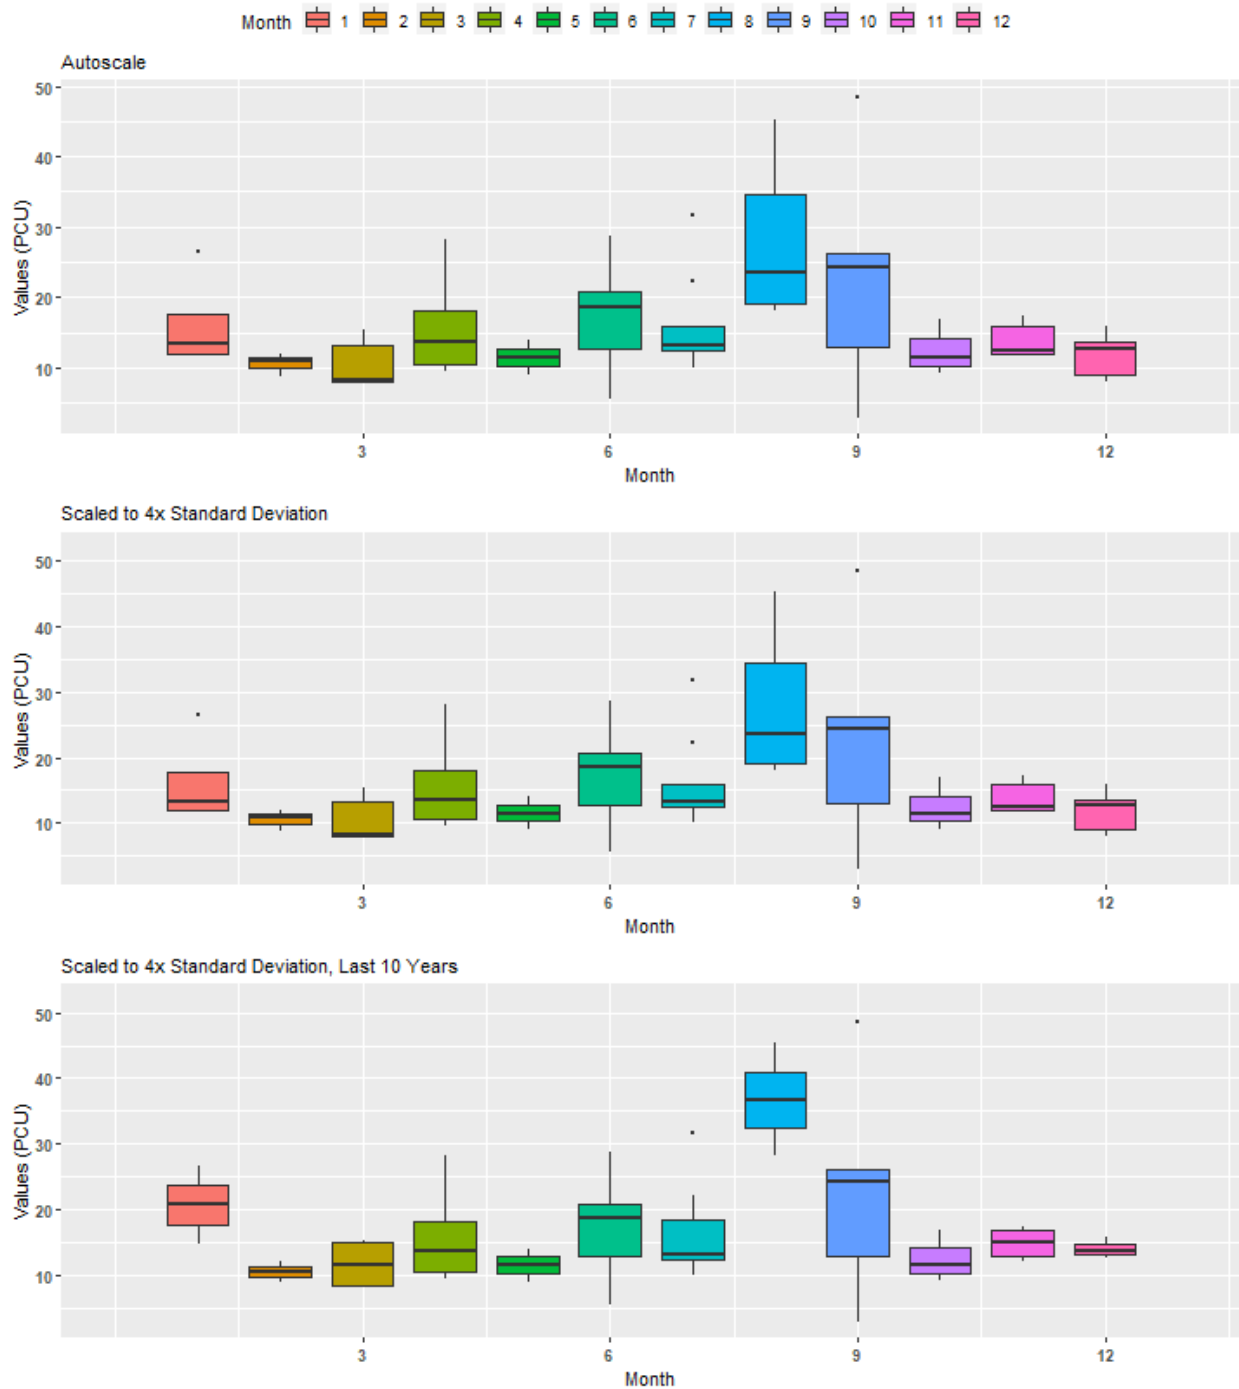 Month 1 2 3 4 5 6 7 8 9 10 11 12
Autoscale
Values (PCU)
50
40
30
20
10
3 6 9 12
Month
Scaled to 4x Standard Deviation
Values (PCU)
50
40
30
20
10
3 6 9 12
Month
Scaled to 4x Standard Deviation, Last 10 Years
Values (PCU)
50
40
30
20
10
3 6 9 12
Month